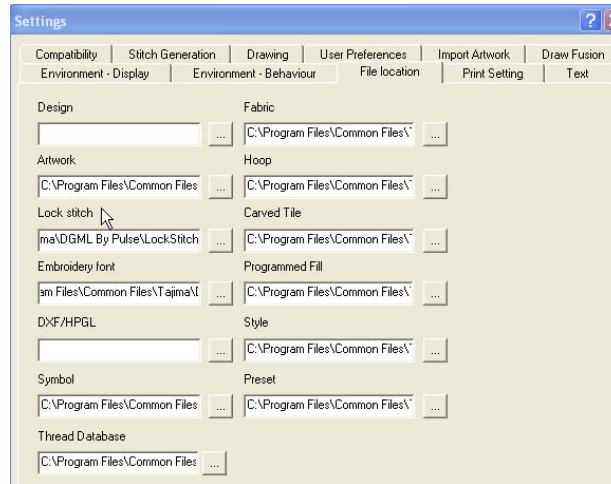 Settings
?
Compatibility Stitch Generation Drawing User Preferences Import Artwork Draw Fusion
Environment - Display Environment - Behaviour File location Print Setting Text
Design Fabric
... C:\Program Files\Common Files\T ...
Artwork Hoop
C:\Program Files\Common Files ... C:\Program Files\Common Files\T ...
Lock stitch Carved Tile
ma\DGML By Pulse\LockStitch ... C:\Program Files\Common Files\T ...
Embroidery font Programmed Fill
am Files\Common Files\Tajima\D ... C:\Program Files\Common Files\T ...
DXF/HPGL Style
... C:\Program Files\Common Files\T ...
Symbol Preset
C:\Program Files\Common Files ... C:\Program Files\Common Files\T ...
Thread Database
C:\Program Files\Common Files ...